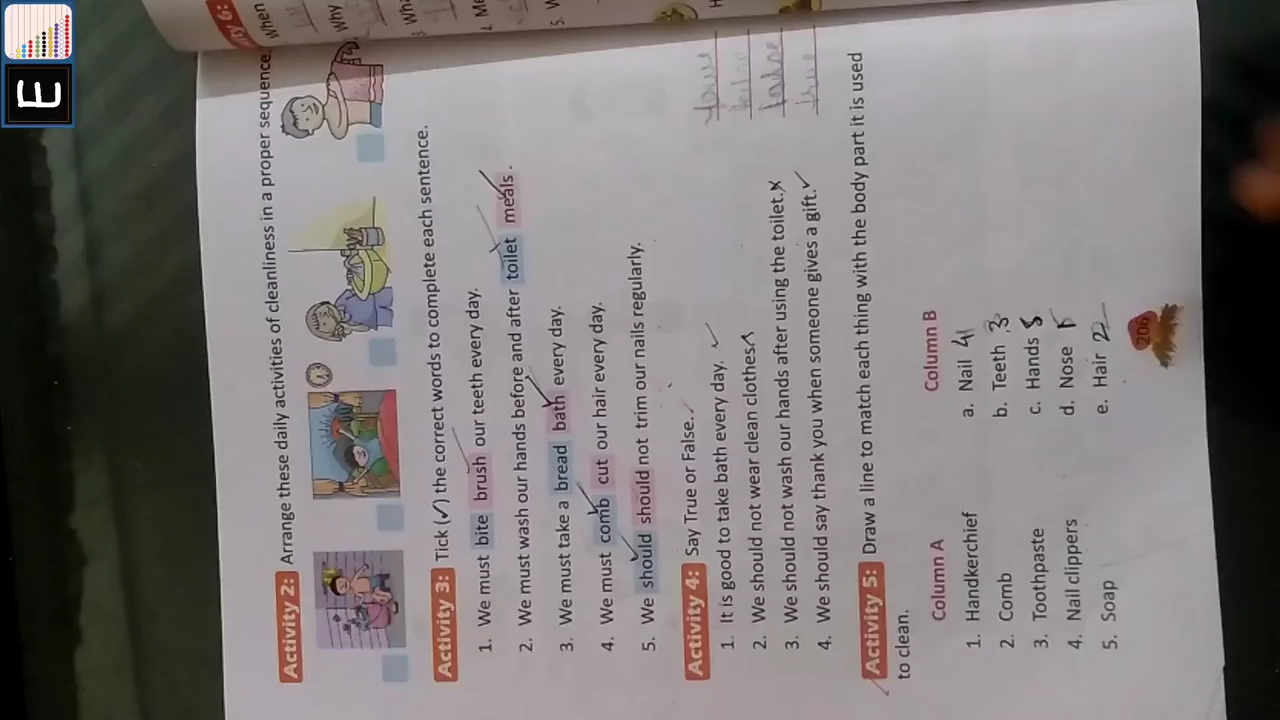 Activity 2: Arrange these daily activities of cleanliness in a proper sequence.
Activity 3: Tick (✓) the correct words to complete each sentence.
1. We must bite brush our teeth every day.
2. We must wash our hands before and after toilet meals.
3. We must take a bread bath every day.
4. We must comb cut our hair every day.
5. We should should not trim our nails regularly.
Activity 4: Say True or False.
1. It is good to take bath every day. ✓
2. We should not wear clean clothes.
3. We should not wash our hands after using the toilet. x
False
4. We should say thank you when someone gives a gift. ✓
true
Activity 5: Draw a line to match each thing with the body part it is used
to clean.
Column A Column B
1. Handkerchief a. Nail 4
2. Comb b. Teeth 3
3. Toothpaste c. Hands
4. Nail clippers d. Nose
5. Soap e. Hair 2
206
When
Why
E